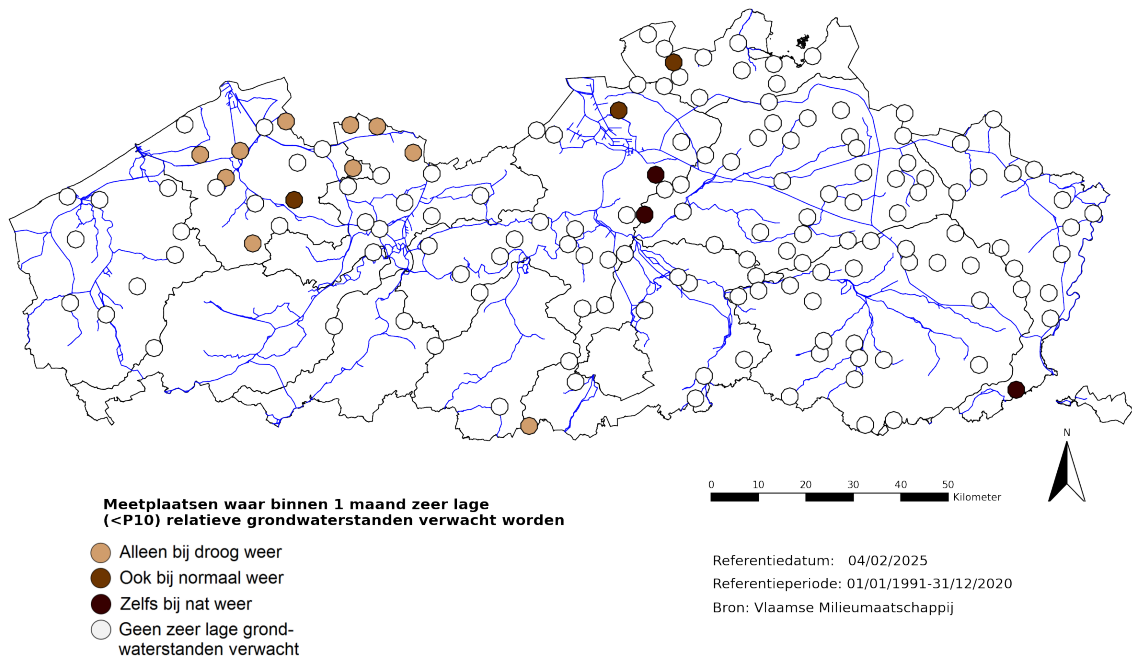 N
0 10 20 30 40 50
Kilometer
Meetplaatsen waar binnen 1 maand zeer lage
(<P10) relatieve grondwaterstanden verwacht worden
Alleen bij droog weer
Ook bij normaal weer
Zelfs bij nat weer
Geen zeer lage grond-
waterstanden verwacht
Referentiedatum: 04/02/2025
Referentieperiode: 01/01/1991-31/12/2020
Bron: Vlaamse Milieumaatschappij